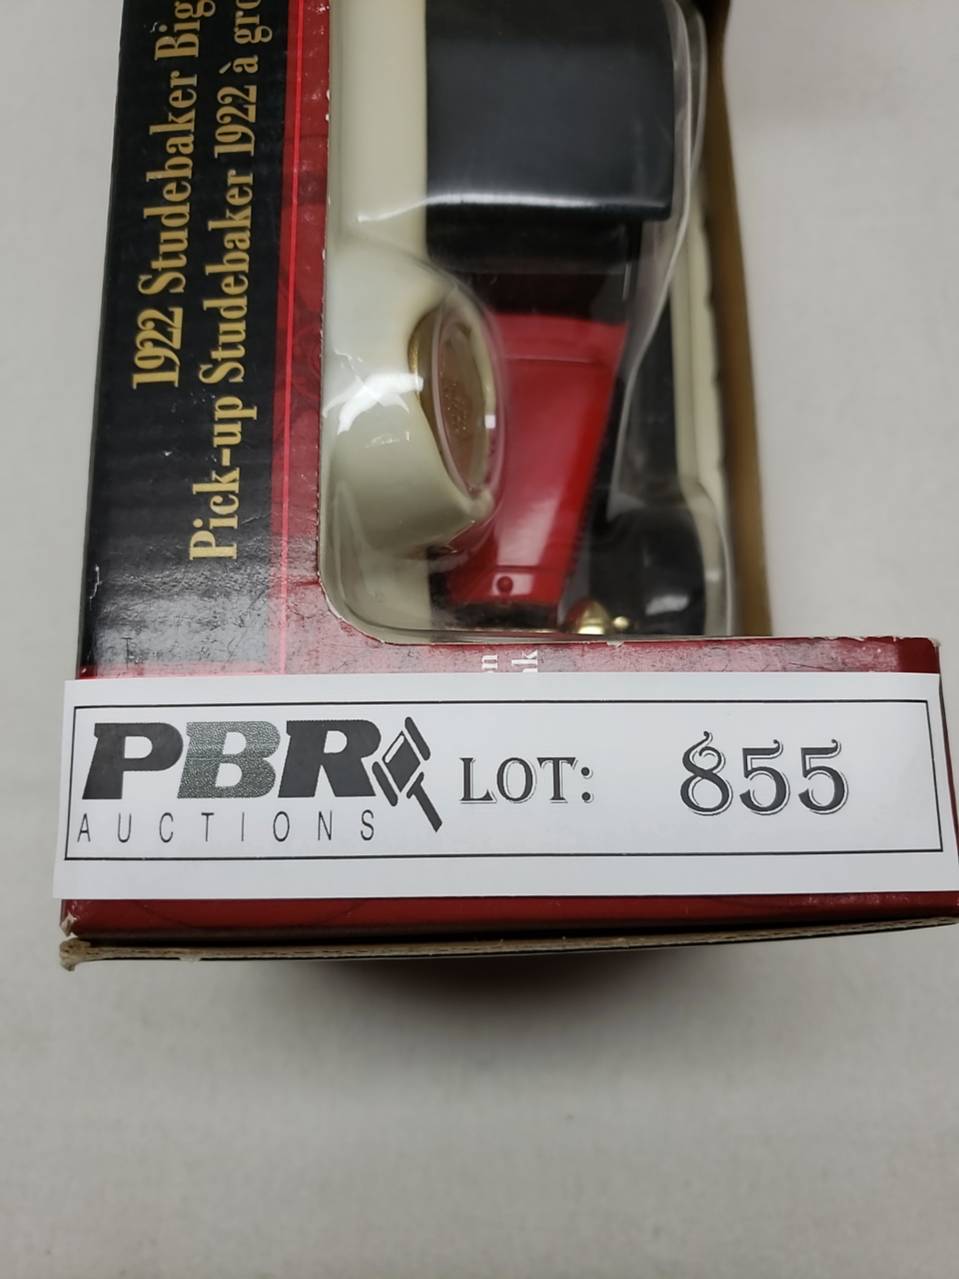 1922 Studebaker Big
Pick-up Studebaker 1922 à gro
PBR
AUCTIONS
LOT: 855